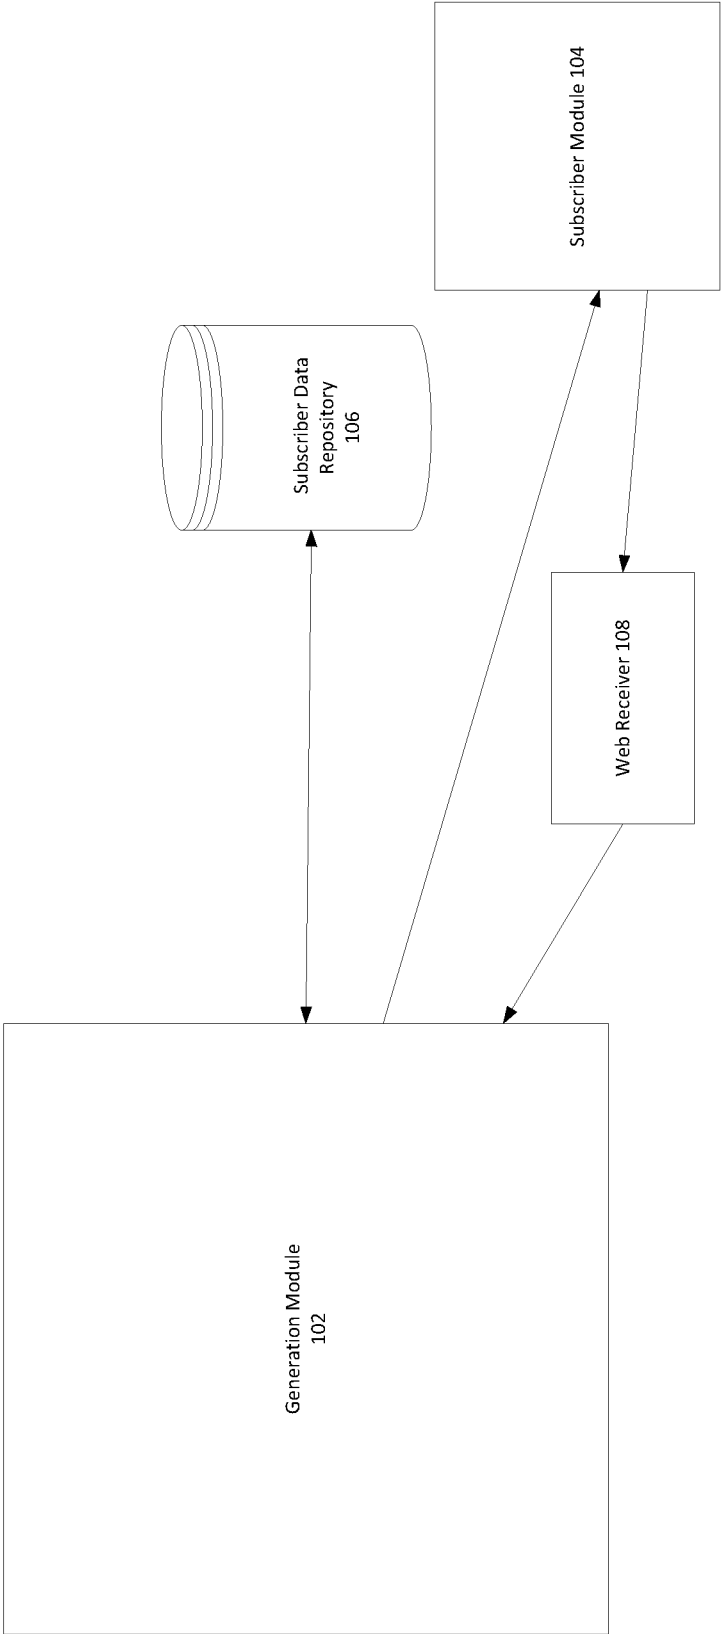 Generation Module
102
Subscriber Data
Repository
106
Web Receiver 108
Subscriber Module 104